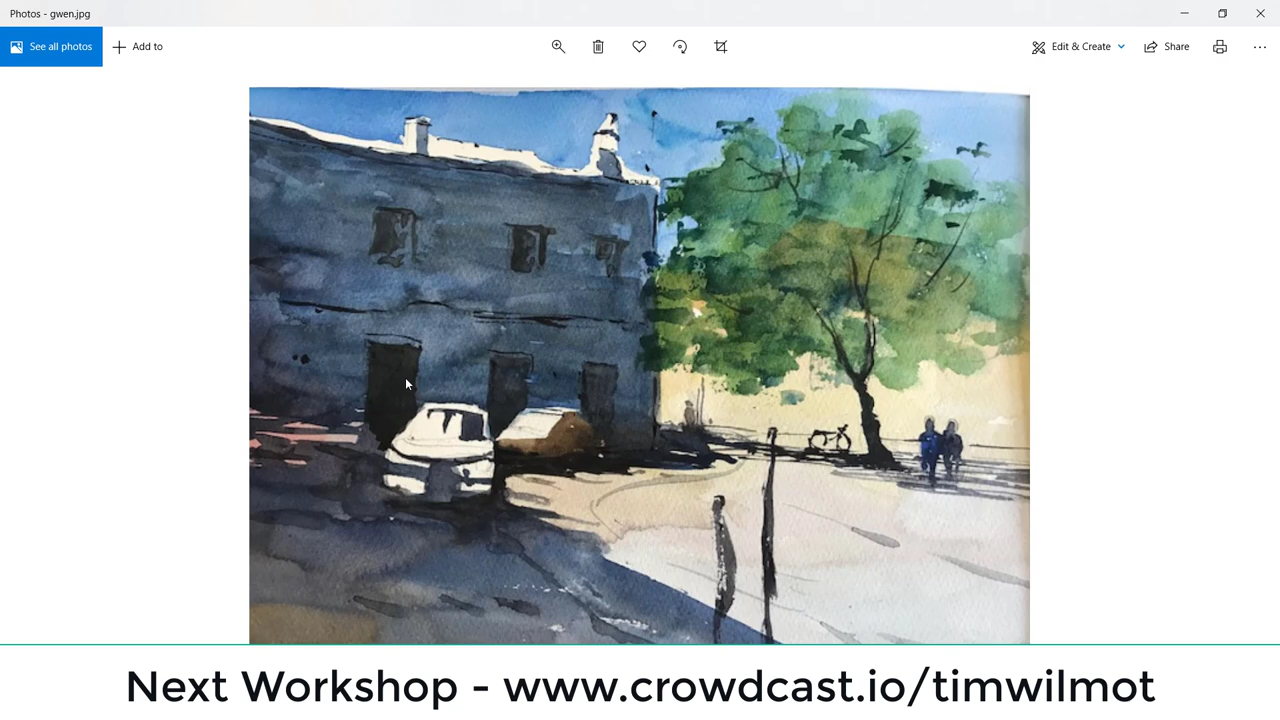 Photos - gwen.jpg
See all photos
Add to
Edit & Create
Share
Next Workshop - www.crowdcast.io/timwilmot